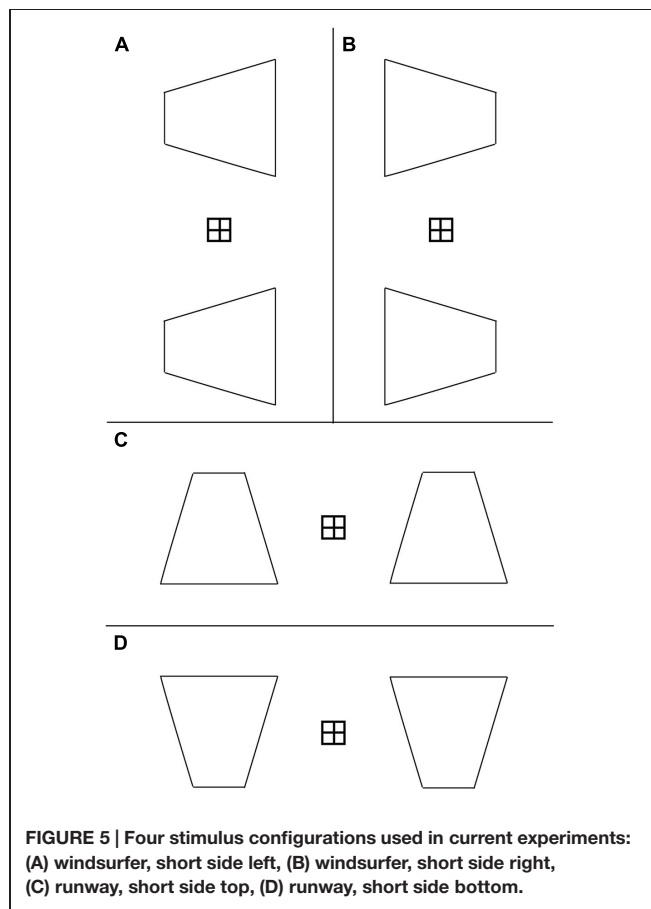 A
B
C
D
FIGURE 5 | Four stimulus configurations used in current experiments:
(A) windsurfer, short side left, (B) windsurfer, short side right,
(C) runway, short side top, (D) runway, short side bottom.